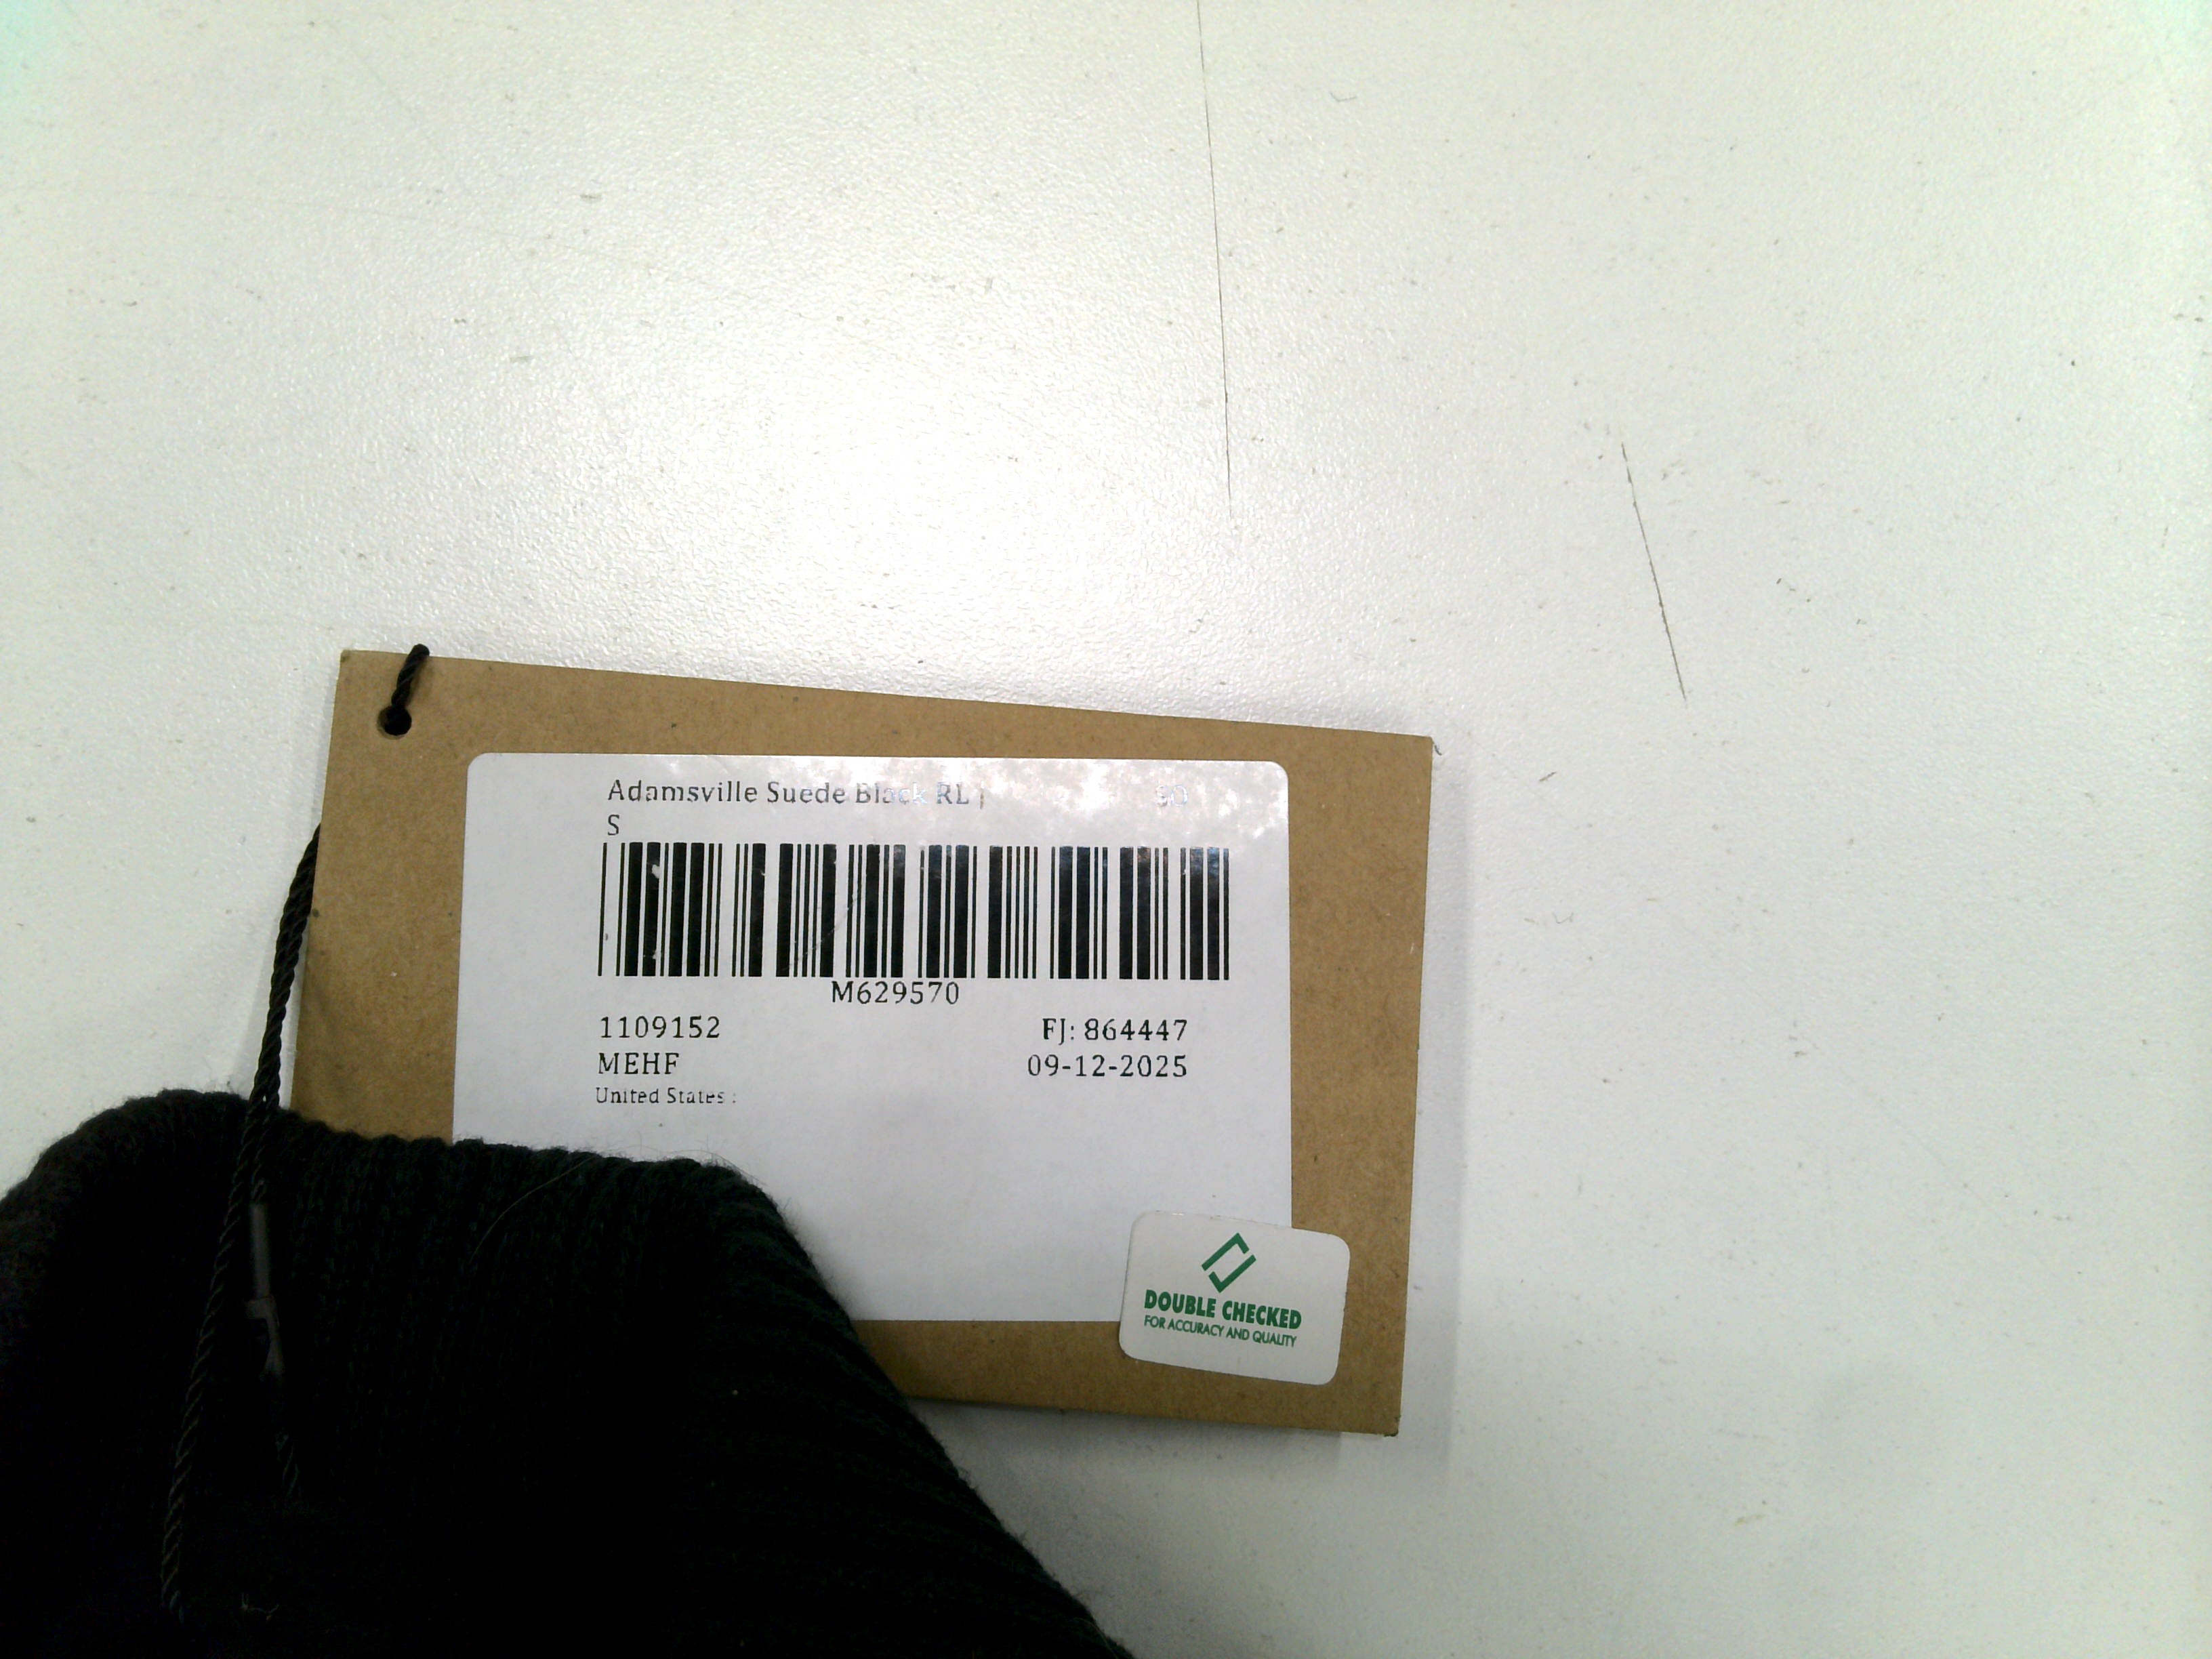 Adamsville Suede Black RL |
S
M629570
1109152
FJ: 864447
MEHF
09-12-2025
United States :
DOUBLE CHECKED
FOR ACCURACY AND QUALITY